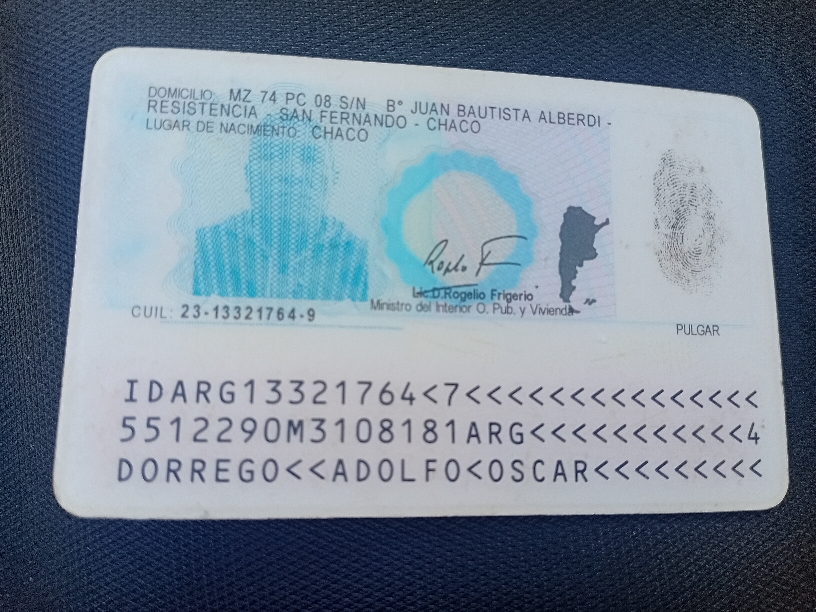 DOMICILIO: MZ 74 PC 08 S/N B° JUAN BAUTISTA ALBERDI -
RESISTENCIA - SAN FERNANDO - CHACO
LUGAR DE NACIMIENTO: CHACO
Lic.D.Rogelio Frigerio
Ministro del Interior O. Pub. y Vivienda
CUIL: 23-13321764-9
PULGAR
IDARG13321764<7<<<<<<<<<<<<<<<
5512290M3108181ARG<<<<<<<<<<<4
DORREGO<<ADOLFO<OSCAR<<<<<<<<<